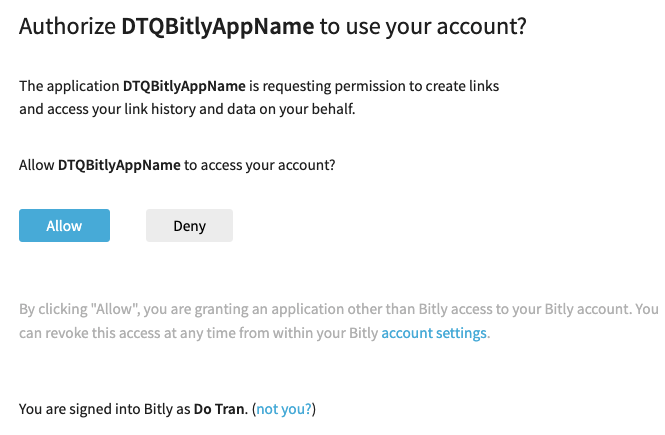 Authorize DTQBitlyAppName to use your account?
The application DTQBitlyAppName is requesting permission to create links
and access your link history and data on your behalf.
Allow DTQBitlyAppName to access your account?
Allow
Deny
By clicking "Allow", you are granting an application other than Bitly access to your Bitly account. You
can revoke this access at any time from within your Bitly account settings.
You are signed into Bitly as Do Tran. (not you?)